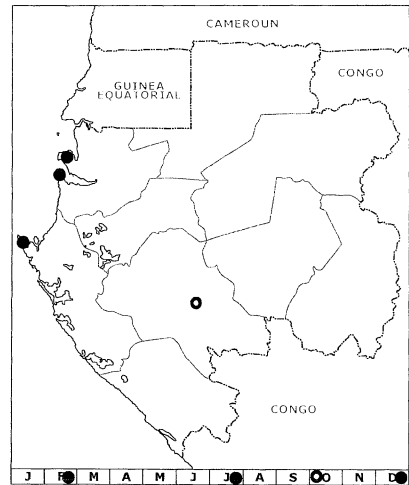 CAMEROUN
GUINEA
EQUATORIAL
CONGO
CONGO
J F M A M J J A S O N D